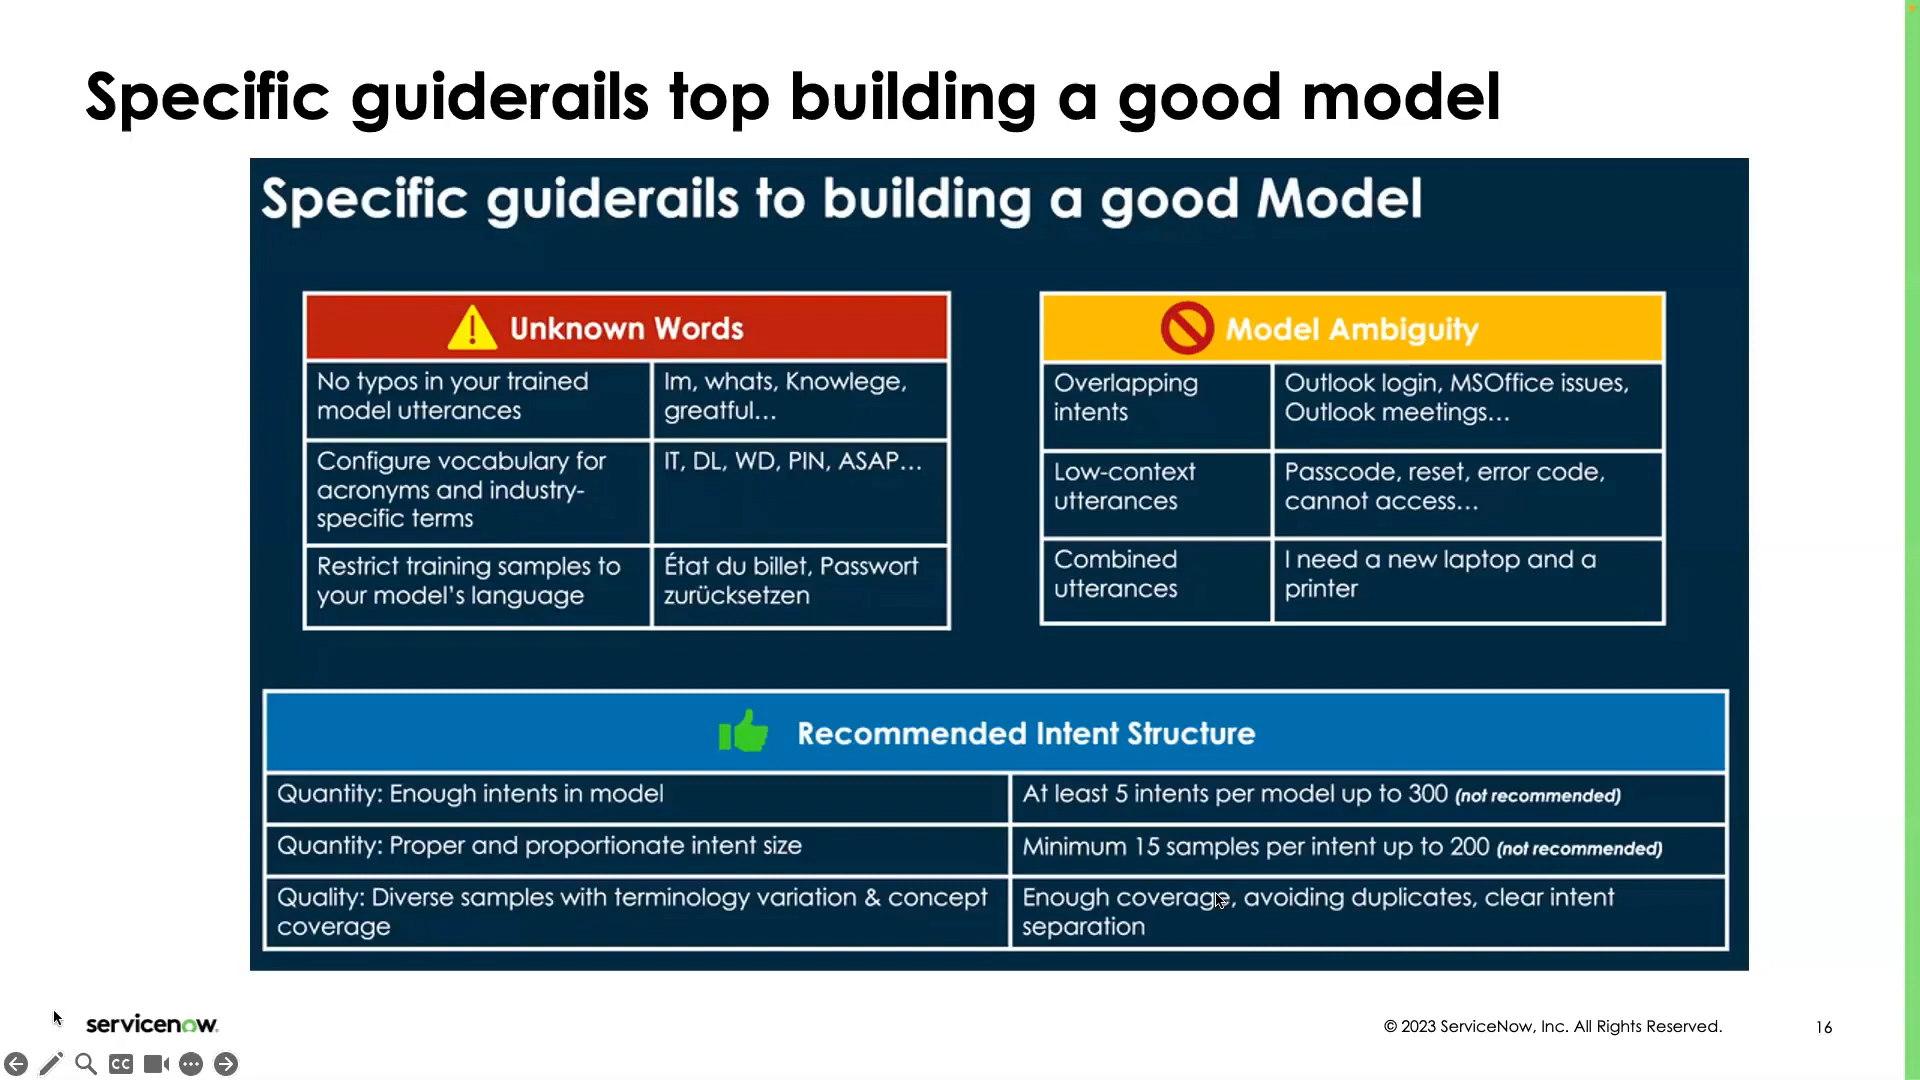 Specific guiderails top building a good model
Specific guiderails to building a good Model
Unknown Words
No typos in your trained
model utterances
Im, whats, Knowlege,
greatful...
Configure vocabulary for
acronyms and industry-
specific terms
IT, DL, WD, PIN, ASAP...
Restrict training samples to
your model's language
État du billet, Passwort
zurücksetzen
Model Ambiguity
Overlapping
intents
Outlook login, MSOffice issues,
Outlook meetings...
Low-context
utterances
Passcode, reset, error code,
cannot access...
Combined
utterances
I need a new laptop and a
printer
Recommended Intent Structure
Quantity: Enough intents in model
At least 5 intents per model up to 300 (not recommended)
Quantity: Proper and proportionate intent size
Minimum 15 samples per intent up to 200 (not recommended)
Quality: Diverse samples with terminology variation & concept
coverage
Enough coverage, avoiding duplicates, clear intent
separation
servicenow.
© 2023 ServiceNow, Inc. All Rights Reserved.
16
CC